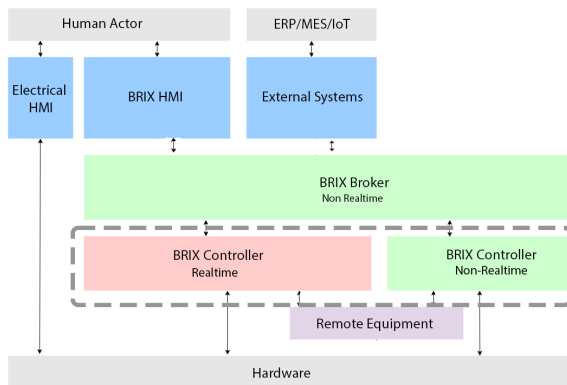 Human Actor
ERP/MES/IoT
Electrical
HMI
BRIX HMI
External Systems
BRIX Broker
Non Realtime
BRIX Controller
Realtime
BRIX Controller
Non-Realtime
Remote Equipment
Hardware